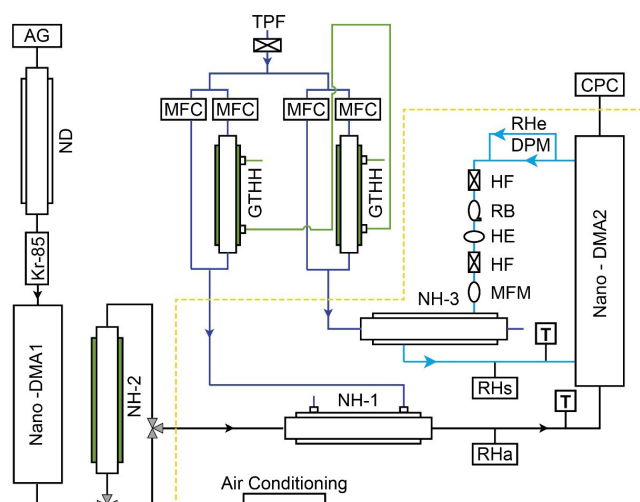 TPF
AG
CPC
MFC
MFC
MFC
MFC
RHe
DPM
ND
HF
GTHH
GTHH
RB
Nano - DMA2
HE
Kr-85
HF
MFM
NH-3
T
Nano -DMA1
NH-2
RHs
NH-1
T
RHa
Air Conditioning